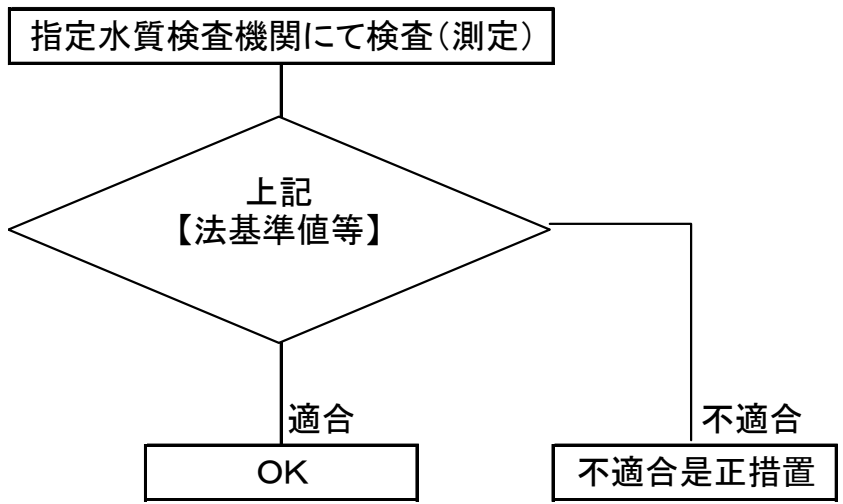 指定水質検査機関にて検査(測定)
上記
【法基準値等】
適合
不適合
OK
不適合是正措置